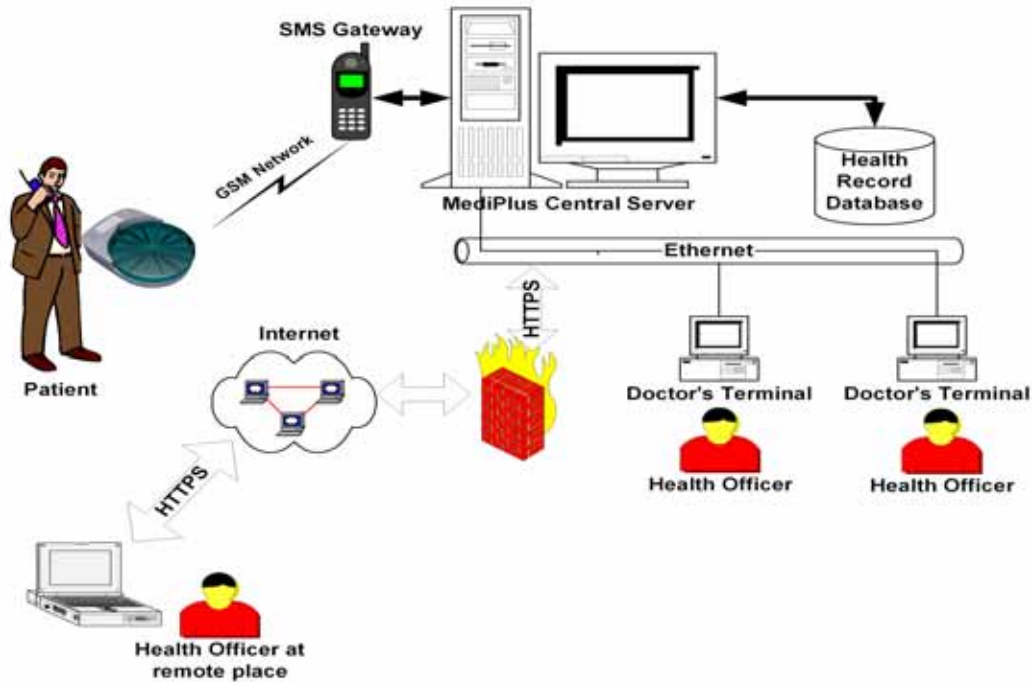 SMS Gateway
GSM Network
MediPlus Central Server
Health
Record
Database
Ethernet
HTTPS
Patient
Internet
Doctor's Terminal
Doctor's Terminal
Health Officer
Health Officer
HTTPS
Health Officer at
remote place